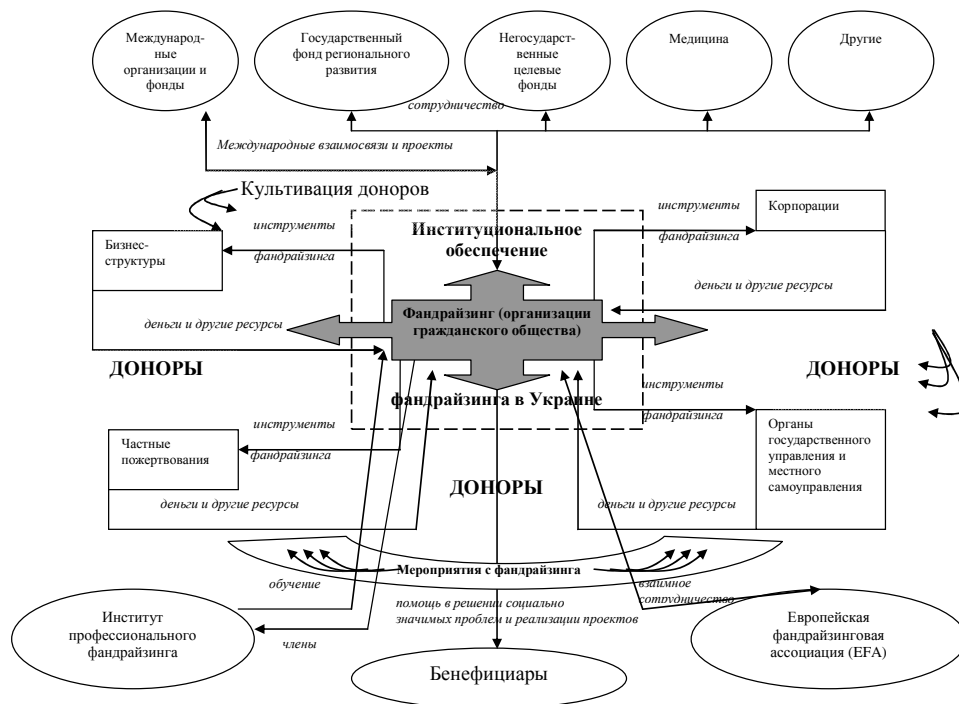 Международ-
ные
организации и
фонды
Государственный
фонд регионального
развития
Негосударст-
венные
целевые
фонды
Медицина
Другие
сотрудничество
Международные взаимосвязи и проекты
Культивация доноров
инструменты
фандрайзинга
Бизнес-
структуры
деньги и другие ресурсы
Институциональное
обеспечение
инструменты
фандрайзинга
Корпорации
деньги и другие ресурсы
Фандрайзинг (организации
гражданского общества)
ДОНОРЫ
ДОНОРЫ
фандрайзинга в Украине
инструменты
фандрайзинга
Частные
пожертвования
деньги и другие ресурсы
ДОНОРЫ
инструменты
фандрайзинга
Органы
государственного
управления и
местного
самоуправления
деньги и другие ресурсы
Мероприятия с фандрайзинга
обучение
члены
Институт
профессионального
фандрайзинга
помощь в решении социально
значимых проблем и реализации проектов
взаимное
сотрудничество
Европейская
фандрайзинговая
ассоциация (EFA)
Бенефициары